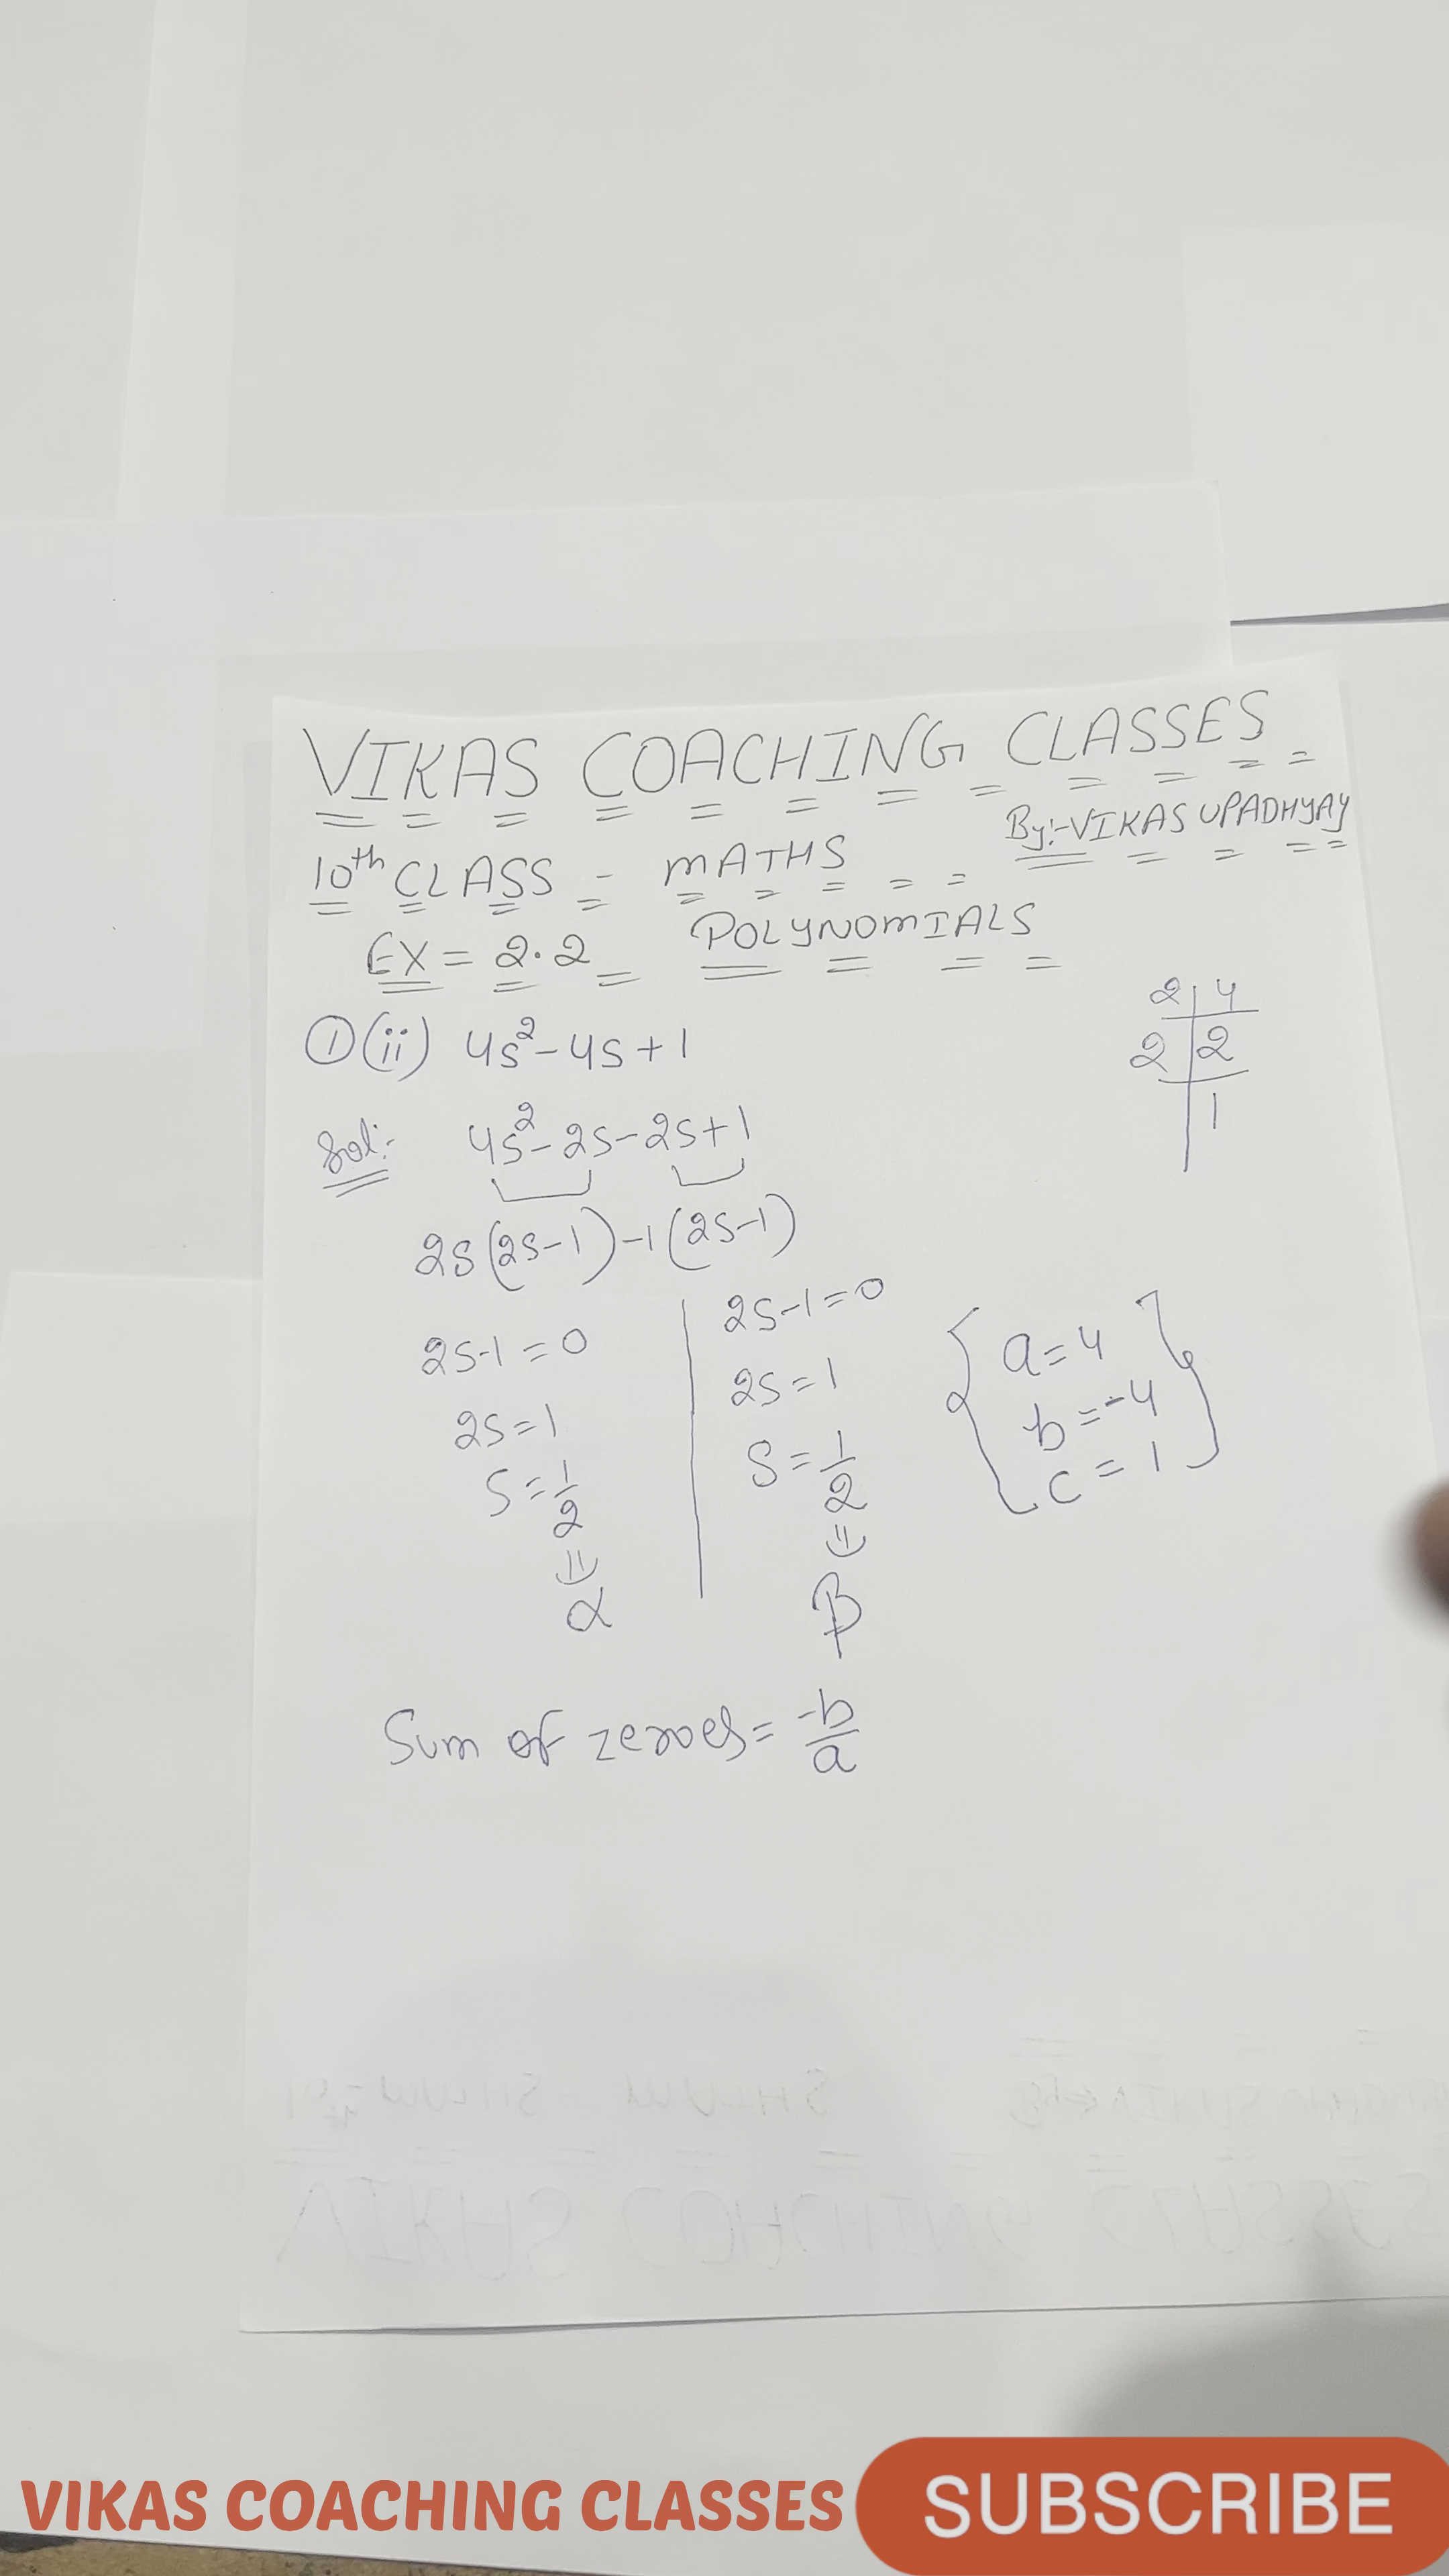 VIKAS COACHING CLASSES
By:-VIKAS UPADHYAY
10th CLASS - MATHS
EX = 2.2 POLYNOMIALS
① (ii) 4s²-4s+1
2 | 4
2 | 2
| 1
Sol:- 4s²-2s-2s+1
2s(2s-1)-1(2s-1)
2s-1=0
2s=1
s=1/2
=
α
2s-1=0
2s=1
s=1/2
=
β
{a=4
b=-4
c=1}
Sum of zeroes = -b/a
VIKAS COACHING CLASSES
SUBSCRIBE